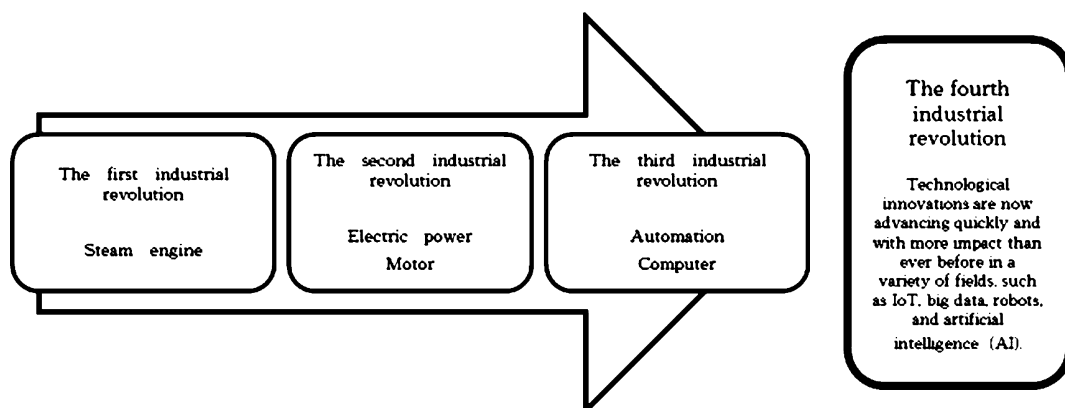 The first industrial
revolution
Steam engine
The second industrial
revolution
Electric power
Motor
The third industrial
revolution
Automation
Computer
The fourth
industrial
revolution
Technological
innovations are now
advancing quickly and
with more impact than
ever before in a
variety of fields, such
as IoT, big data, robots,
and artificial
intelligence (AI).